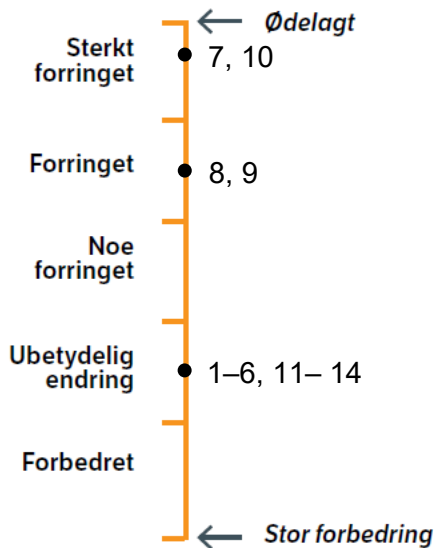 Ødelagt
Sterkt
forringet
7, 10
Forringet
8, 9
Noe
forringet
Ubetydelig
endring
1–6, 11– 14
Forbedret
Stor forbedring